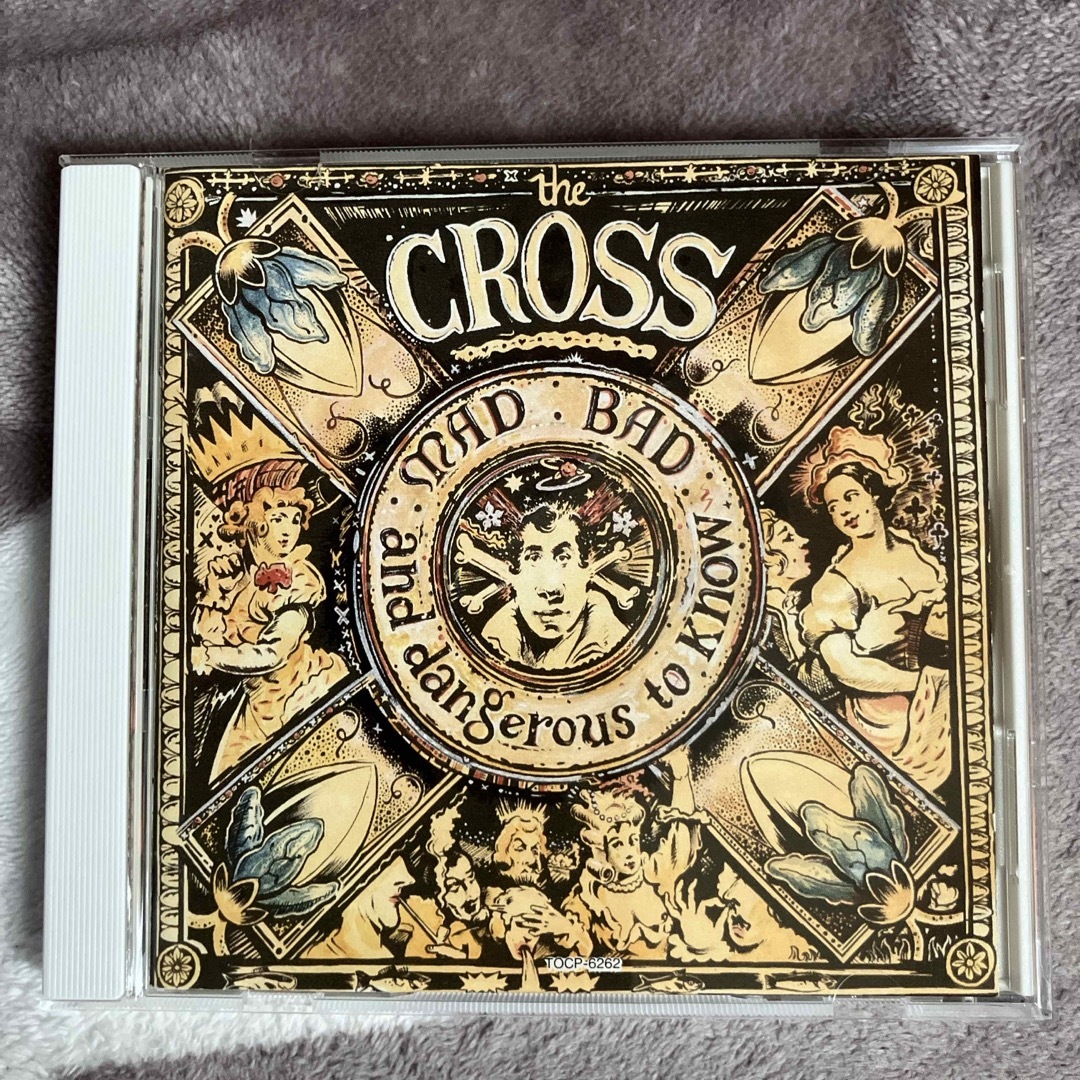 the
CROSS
MAD. BAD and dangerous to KNOW
TOCP-6262